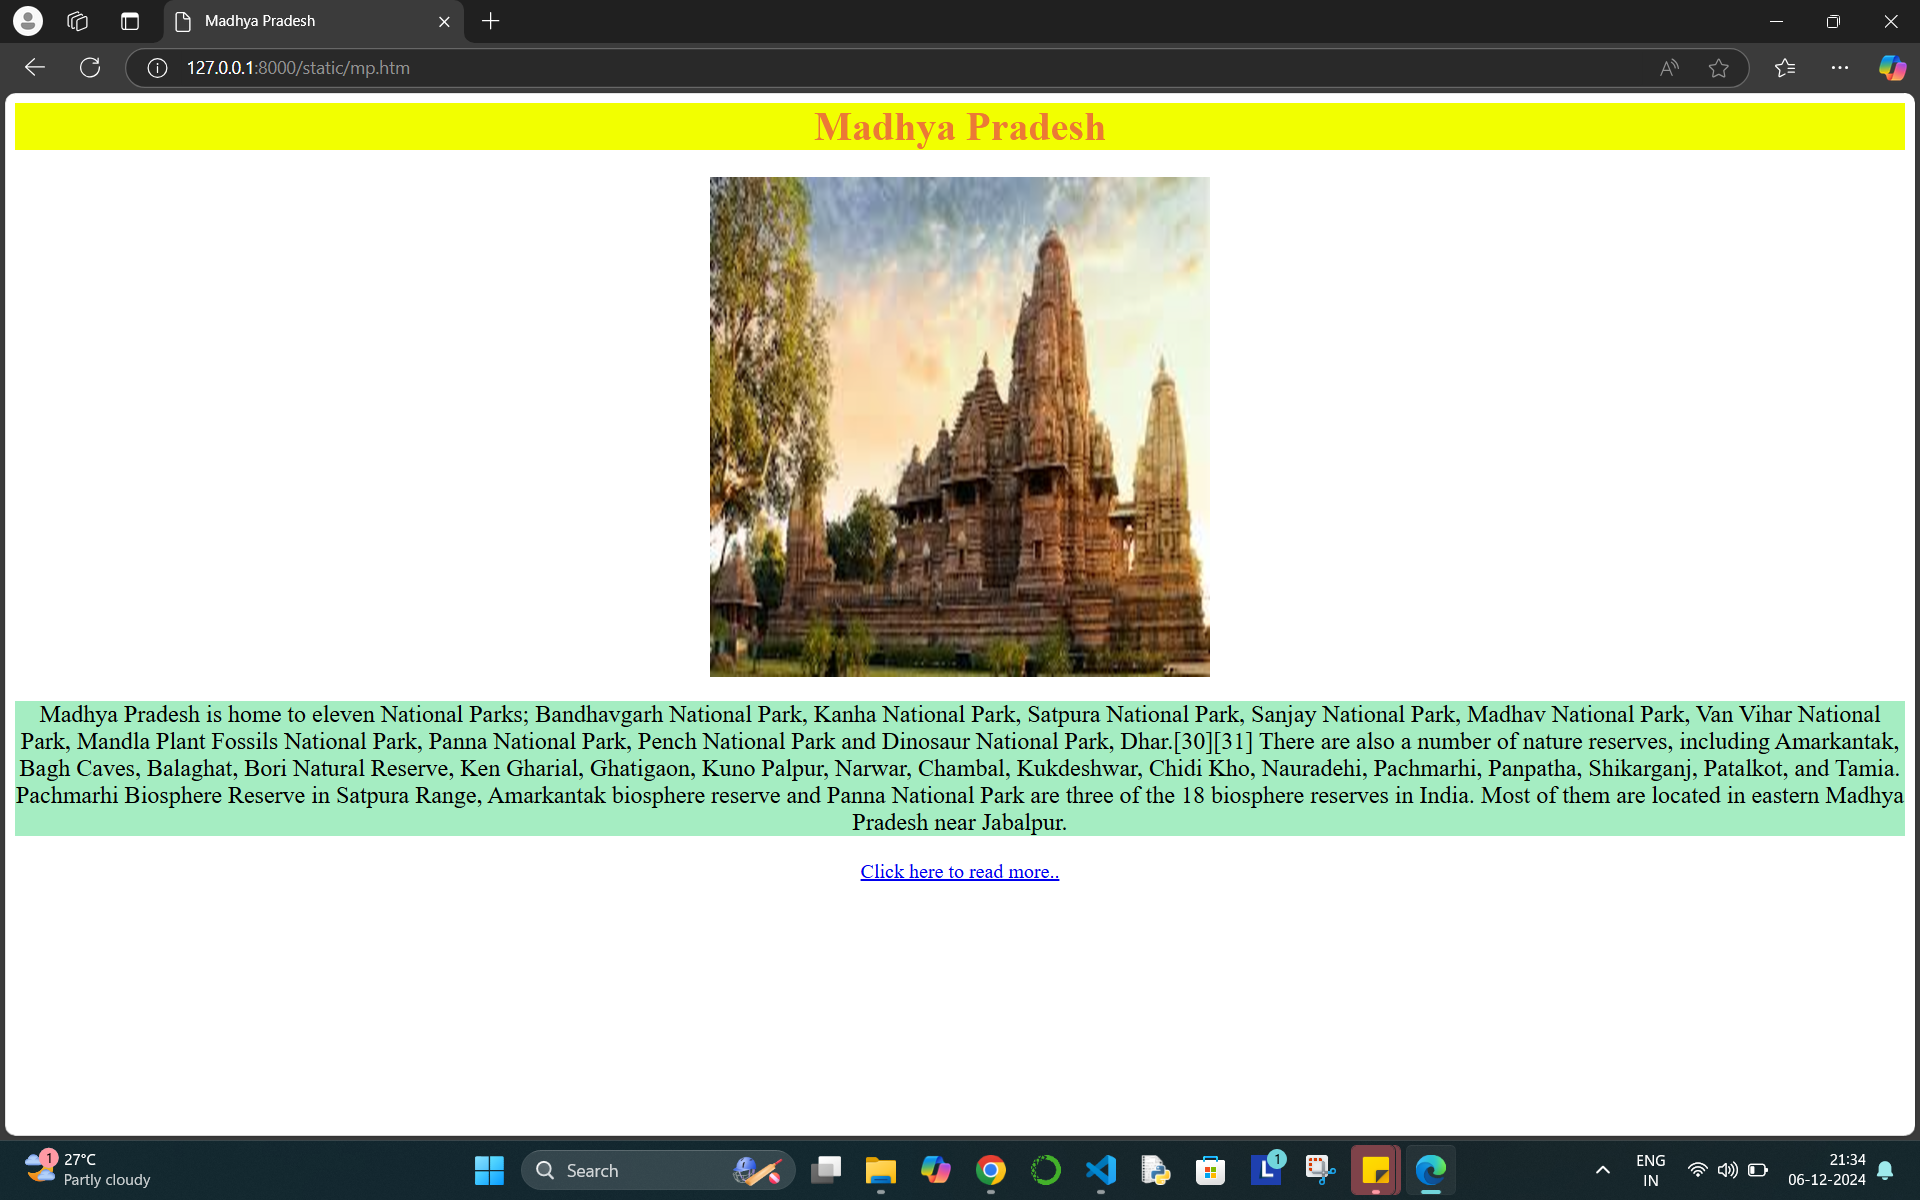 Madhya Pradesh
127.0.0.1:8000/static/mp.htm
Madhya Pradesh
Madhya Pradesh is home to eleven National Parks; Bandhavgarh National Park, Kanha National Park, Satpura National Park, Sanjay National Park, Madhav National Park, Van Vihar National
Park, Mandla Plant Fossils National Park, Panna National Park, Pench National Park and Dinosaur National Park, Dhar.[30][31] There are also a number of nature reserves, including Amarkantak,
Bagh Caves, Balaghat, Bori Natural Reserve, Ken Gharial, Ghatigaon, Kuno Palpur, Narwar, Chambal, Kukdeshwar, Chidi Kho, Nauradehi, Pachmarhi, Panpatha, Shikarganj, Patalkot, and Tamia.
Pachmarhi Biosphere Reserve in Satpura Range, Amarkantak biosphere reserve and Panna National Park are three of the 18 biosphere reserves in India. Most of them are located in eastern Madhya
Pradesh near Jabalpur.
Click here to read more..
1
27°C
Partly cloudy
Search
L
1
ENG
IN
21:34
06-12-2024